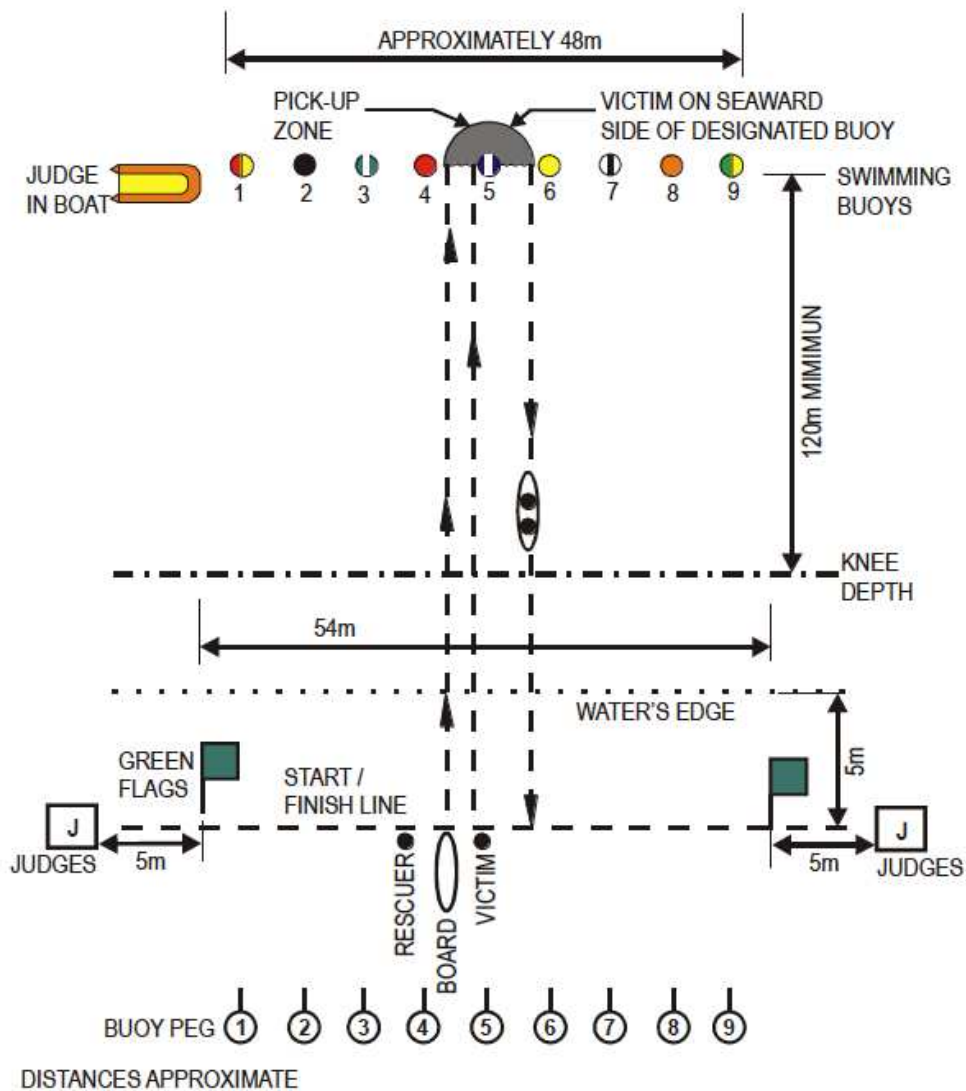 APPROXIMATELY 48m
PICK-UP
ZONE
VICTIM ON SEAWARD
SIDE OF DESIGNATED BUOY
JUDGE
IN BOAT
1 2 3 4 5 6 7 8 9
SWIMMING
BUOYS
120m MIMIMUN
KNEE
DEPTH
54m
WATER'S EDGE
GREEN
FLAGS
START /
FINISH LINE
5m
J
JUDGES
5m
RESCUER
BOARD
VICTIM
5m
J
JUDGES
BUOY PEG 1 2 3 4 5 6 7 8 9
DISTANCES APPROXIMATE